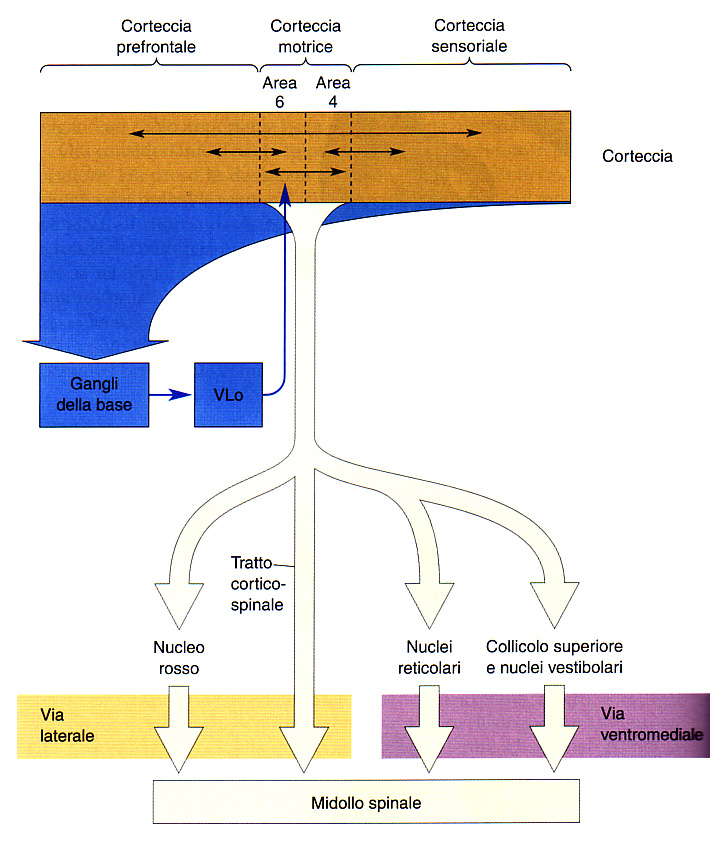 Corteccia
prefrontale
Corteccia
motrice
Corteccia
sensoriale
Area
6
Area
4
Corteccia
Gangli
della base
VLo
Tratto
cortico-
spinale
Nucleo
rosso
Nuclei
reticolari
Collicolo superiore
e nuclei vestibolari
Via
laterale
Via
ventromediale
Midollo spinale